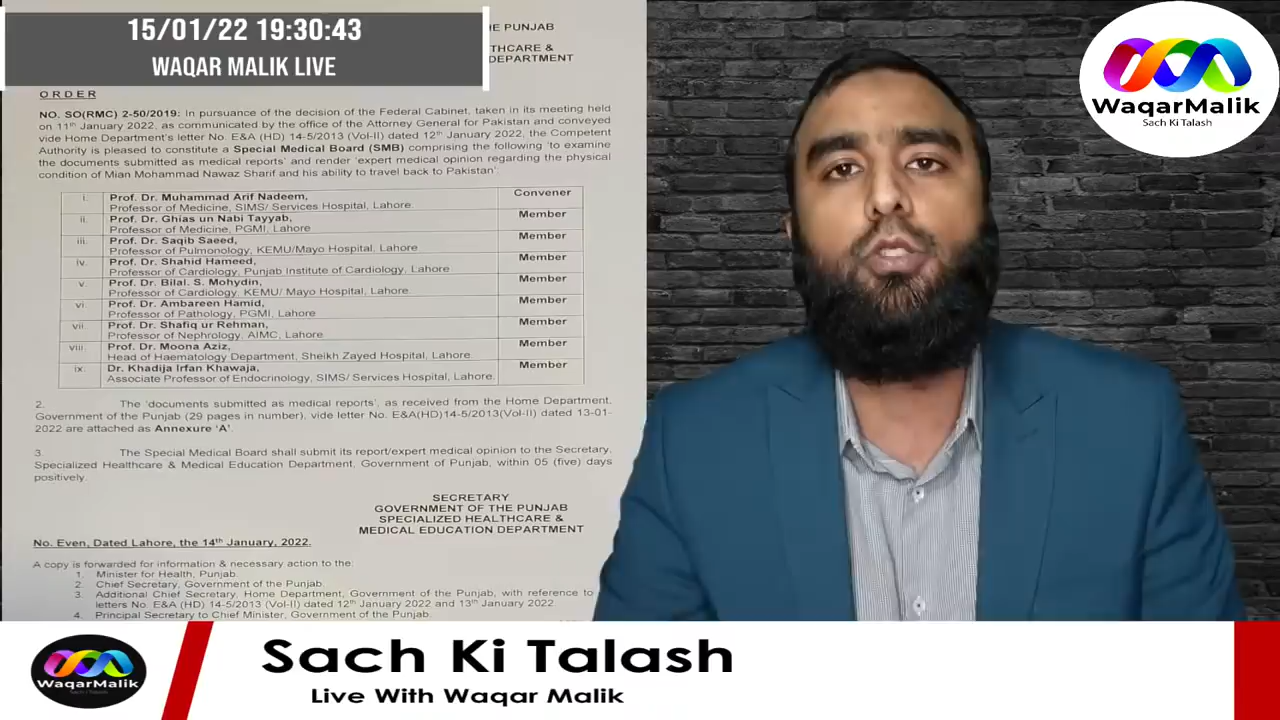 15/01/22 19:30:43
WAQAR MALIK LIVE
E PUNJAB
THCARE &
DEPARTMENT
WaqarMalik
Sach Ki Talash
ORDER
NO. SO(RMC) 2-50/2019: In pursuance of the decision of the Federal Cabinet, taken in its meeting held
on 11th January 2022, as communicated by the office of the Attorney General for Pakistan and conveyed
vide Home Department's letter No. E&A (HD) 14-5/2013 (Vol-II) dated 12th January 2022, the Competent
Authority is pleased to constitute a Special Medical Board (SMB) comprising the following 'to examine
the documents submitted as medical reports' and render 'expert medical opinion regarding the physical
condition of Mian Mohammad Nawaz Sharif and his ability to travel back to Pakistan'.
i. Prof. Dr. Muhammad Arif Nadeem, Convener
Professor of Medicine, SIMS/ Services Hospital, Lahore.
ii. Prof. Dr. Ghias un Nabi Tayyab, Member
Professor of Medicine, PGMI, Lahore
iii. Prof. Dr. Saqib Saeed, Member
Professor of Pulmonology, KEMU/Mayo Hospital, Lahore
iv. Prof. Dr. Shahid Hameed, Member
Professor of Cardiology, Punjab Institute of Cardiology, Lahore
v. Prof. Dr. Bilal. S. Mohydin, Member
Professor of Cardiology, KEMU/ Mayo Hospital, Lahore.
vi. Prof. Dr. Ambareen Hamid, Member
Professor of Pathology, PGMI, Lahore
vii. Prof. Dr. Shafiq ur Rehman, Member
Professor of Nephrology, AIMC, Lahore
viii. Prof. Dr. Moona Aziz, Member
Head of Haematology Department, Sheikh Zayed Hospital, Lahore.
ix. Dr. Khadija Irfan Khawaja, Member
Associate Professor of Endocrinology, SIMS/ Services Hospital, Lahore.
2. The 'documents submitted as medical reports', as received from the Home Department,
Government of the Punjab (29 pages in number), vide letter No. E&A(HD)14-5/2013(Vol-II) dated 13-01-
2022 are attached as Annexure 'A'.
3. The Special Medical Board shall submit its report/expert medical opinion to the Secretary,
Specialized Healthcare & Medical Education Department, Government of Punjab, within 05 (five) days
positively.
SECRETARY
GOVERNMENT OF THE PUNJAB
SPECIALIZED HEALTHCARE &
MEDICAL EDUCATION DEPARTMENT
No. Even, Dated Lahore, the 14th January, 2022.
A copy is forwarded for information & necessary action to the:
1. Minister for Health, Punjab.
2. Chief Secretary, Government of the Punjab.
3. Additional Chief Secretary, Home Department, Government of the Punjab, with reference to
letters No. E&A (HD) 14-5/2013 (Vol-II) dated 12th January 2022 and 13th January 2022
4. Principal Secretary to Chief Minister, Government of the Punjab.
WaqarMalik
Sach Ki Talash
Live With Waqar Malik